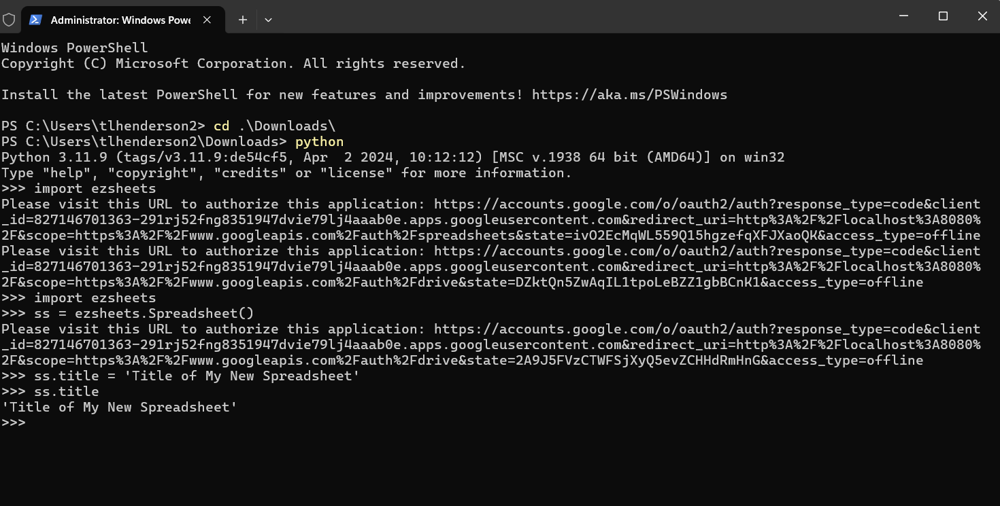 Administrator: Windows Powe
Windows PowerShell
Copyright (C) Microsoft Corporation. All rights reserved.
Install the latest PowerShell for new features and improvements! https://aka.ms/PSWindows
PS C:\Users\tlhenderson2> cd .\Downloads\
PS C:\Users\tlhenderson2\Downloads> python
Python 3.11.9 (tags/v3.11.9:de54cf5, Apr  2 2024, 10:12:12) [MSC v.1938 64 bit (AMD64)] on win32
Type "help", "copyright", "credits" or "license" for more information.
>>> import ezsheets
Please visit this URL to authorize this application: https://accounts.google.com/o/oauth2/auth?response_type=code&client
_id=827146701363-291rj52fng8351947dvie79lj4aaab0e.apps.googleusercontent.com&redirect_uri=http%3A%2F%2Flocalhost%3A8080%
2F&scope=https%3A%2F%2Fwww.googleapis.com%2Fauth%2Fspreadsheets&state=ivO2EcMqWL559Q15hgzefqXFJXaoQK&access_type=offline
Please visit this URL to authorize this application: https://accounts.google.com/o/oauth2/auth?response_type=code&client
_id=827146701363-291rj52fng8351947dvie79lj4aaab0e.apps.googleusercontent.com&redirect_uri=http%3A%2F%2Flocalhost%3A8080%
2F&scope=https%3A%2F%2Fwww.googleapis.com%2Fauth%2Fdrive&state=DZktQn5ZwAqIL1tpoLeBZZ1gbBCnK1&access_type=offline
>>> import ezsheets
>>> ss = ezsheets.Spreadsheet()
Please visit this URL to authorize this application: https://accounts.google.com/o/oauth2/auth?response_type=code&client
_id=827146701363-291rj52fng8351947dvie79lj4aaab0e.apps.googleusercontent.com&redirect_uri=http%3A%2F%2Flocalhost%3A8080%
2F&scope=https%3A%2F%2Fwww.googleapis.com%2Fauth%2Fdrive&state=2A9J5FVzCTWFSjXyQ5evZCHHdRmHnG&access_type=offline
>>> ss.title = 'Title of My New Spreadsheet'
>>> ss.title
'Title of My New Spreadsheet'
>>>